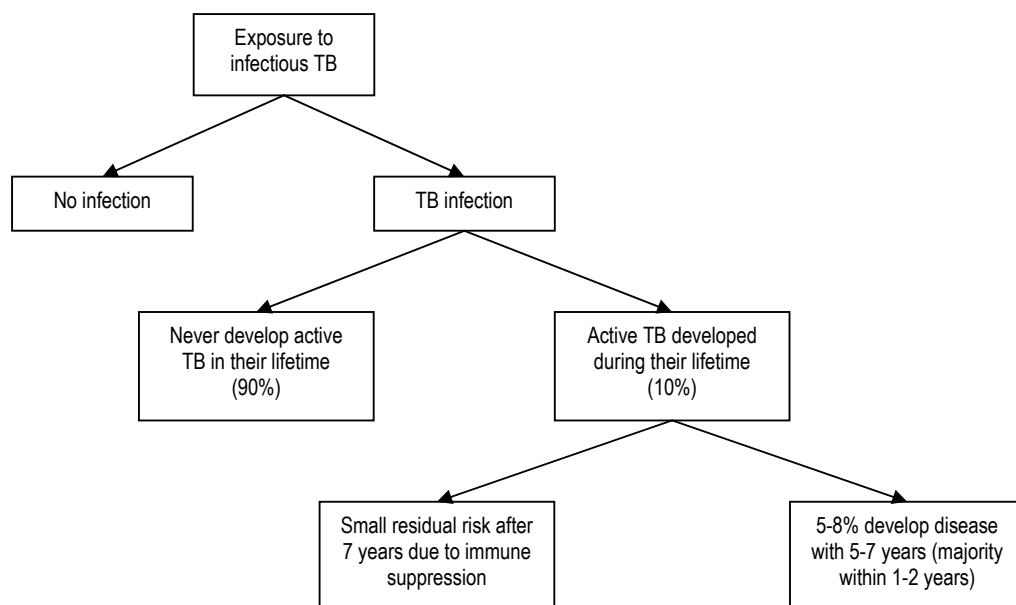 Exposure to
infectious TB
No infection
TB infection
Never develop active
TB in their lifetime
(90%)
Active TB developed
during their lifetime
(10%)
Small residual risk after
7 years due to immune
suppression
5-8% develop disease
with 5-7 years (majority
within 1-2 years)